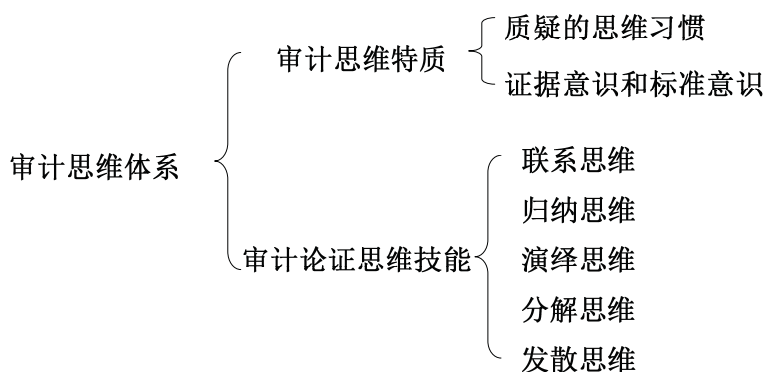 审计思维体系
审计思维特质
质疑的思维习惯
证据意识和标准意识
审计论证思维技能
联系思维
归纳思维
演绎思维
分解思维
发散思维